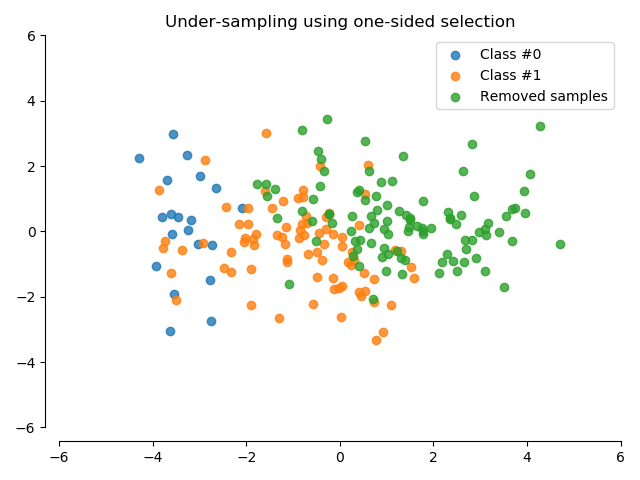 Under-sampling using one-sided selection
Class #0
Class #1
Removed samples
6
4
2
0
−2
−4
−6
−6 −4 −2 0 2 4 6